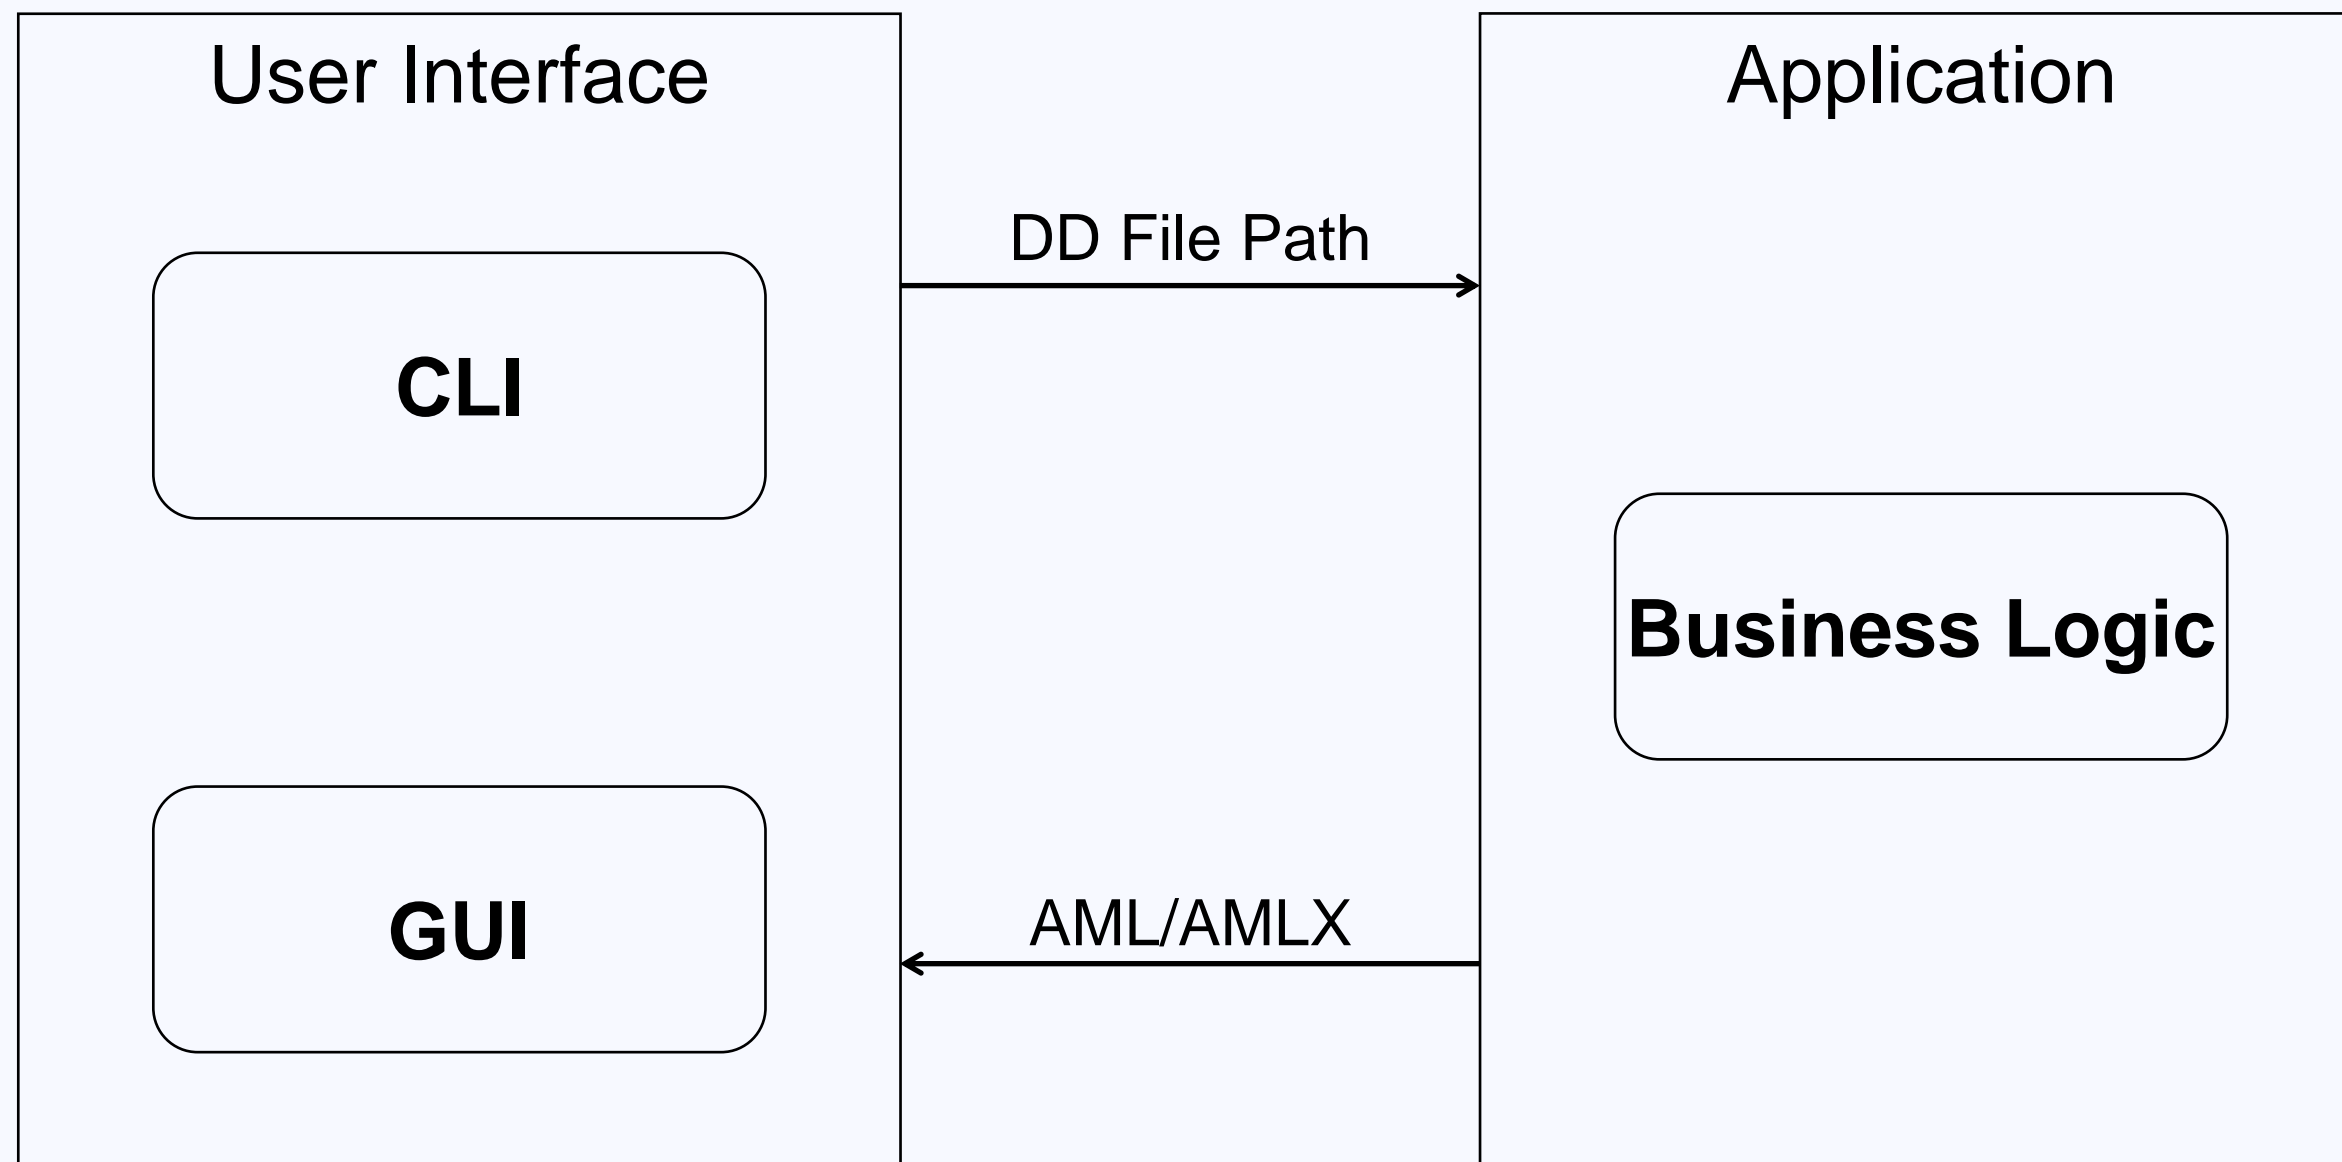 User Interface
Application
DD File Path
CLI
Business Logic
AML/AMLX
GUI